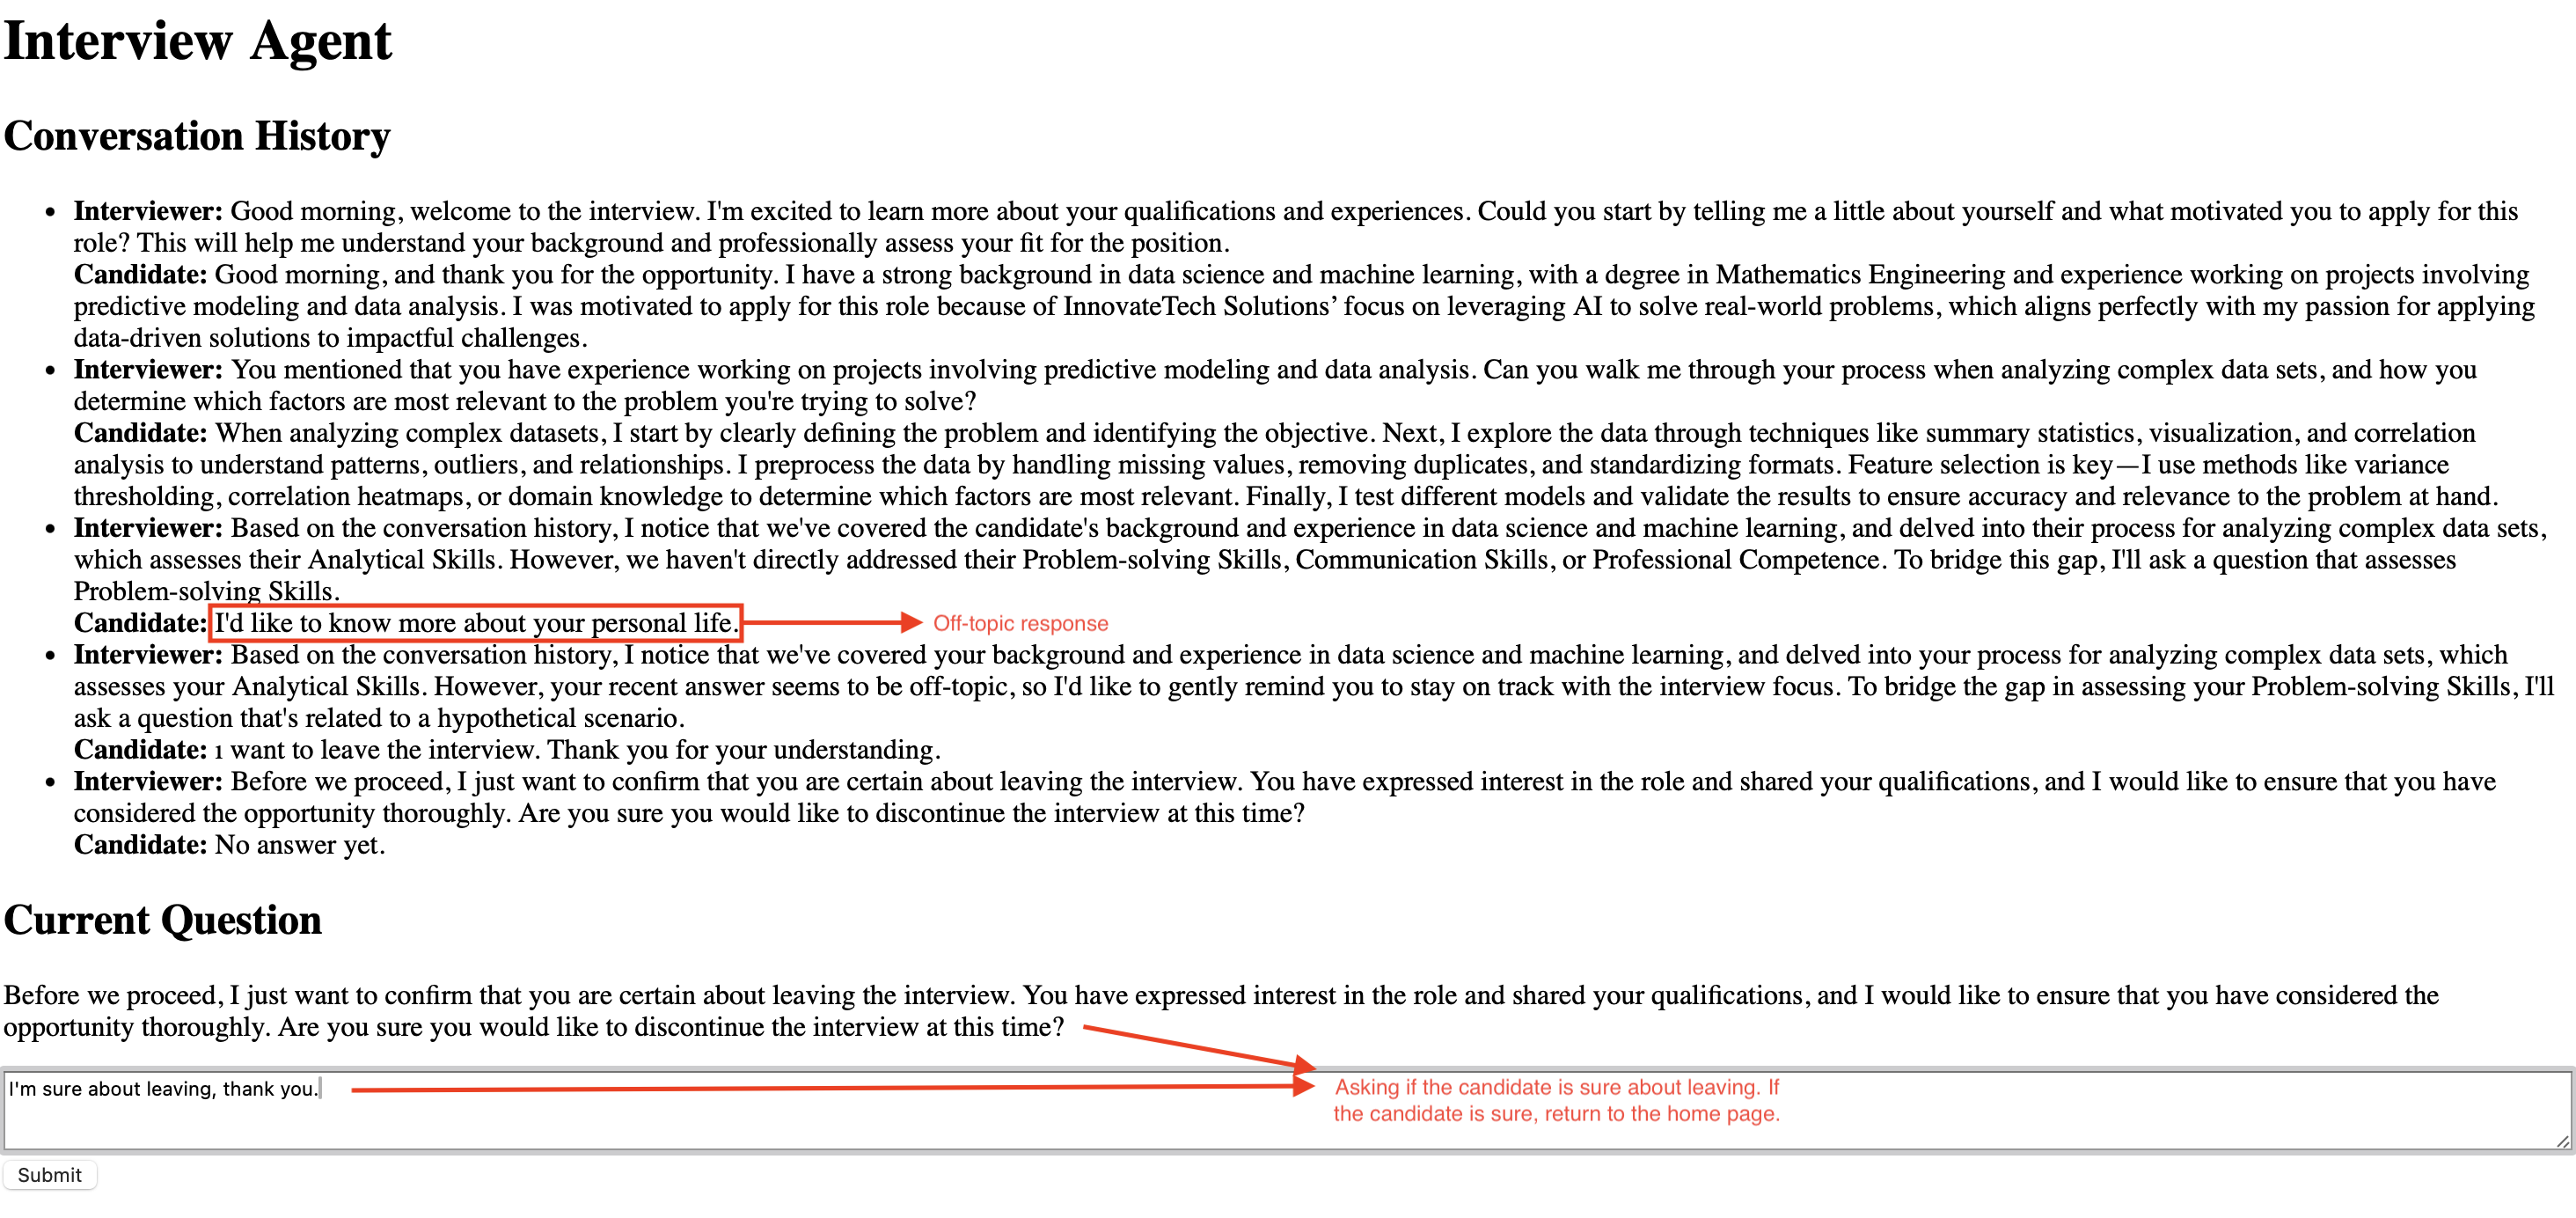 Interview Agent
Conversation History
• Interviewer: Good morning, welcome to the interview. I'm excited to learn more about your qualifications and experiences. Could you start by telling me a little about yourself and what motivated you to apply for this
role? This will help me understand your background and professionally assess your fit for the position.
Candidate: Good morning, and thank you for the opportunity. I have a strong background in data science and machine learning, with a degree in Mathematics Engineering and experience working on projects involving
predictive modeling and data analysis. I was motivated to apply for this role because of InnovateTech Solutions’ focus on leveraging AI to solve real-world problems, which aligns perfectly with my passion for applying
data-driven solutions to impactful challenges.
• Interviewer: You mentioned that you have experience working on projects involving predictive modeling and data analysis. Can you walk me through your process when analyzing complex data sets, and how you
determine which factors are most relevant to the problem you're trying to solve?
Candidate: When analyzing complex datasets, I start by clearly defining the problem and identifying the objective. Next, I explore the data through techniques like summary statistics, visualization, and correlation
analysis to understand patterns, outliers, and relationships. I preprocess the data by handling missing values, removing duplicates, and standardizing formats. Feature selection is key—I use methods like variance
thresholding, correlation heatmaps, or domain knowledge to determine which factors are most relevant. Finally, I test different models and validate the results to ensure accuracy and relevance to the problem at hand.
• Interviewer: Based on the conversation history, I notice that we've covered the candidate's background and experience in data science and machine learning, and delved into their process for analyzing complex data sets,
which assesses their Analytical Skills. However, we haven't directly addressed their Problem-solving Skills, Communication Skills, or Professional Competence. To bridge this gap, I'll ask a question that assesses
Problem-solving Skills.
Candidate: I'd like to know more about your personal life. Off-topic response
• Interviewer: Based on the conversation history, I notice that we've covered your background and experience in data science and machine learning, and delved into your process for analyzing complex data sets, which
assesses your Analytical Skills. However, your recent answer seems to be off-topic, so I'd like to gently remind you to stay on track with the interview focus. To bridge the gap in assessing your Problem-solving Skills, I'll
ask a question that's related to a hypothetical scenario.
Candidate: ı want to leave the interview. Thank you for your understanding.
• Interviewer: Before we proceed, I just want to confirm that you are certain about leaving the interview. You have expressed interest in the role and shared your qualifications, and I would like to ensure that you have
considered the opportunity thoroughly. Are you sure you would like to discontinue the interview at this time?
Candidate: No answer yet.
Current Question
Before we proceed, I just want to confirm that you are certain about leaving the interview. You have expressed interest in the role and shared your qualifications, and I would like to ensure that you have considered the
opportunity thoroughly. Are you sure you would like to discontinue the interview at this time?
I'm sure about leaving, thank you.
Asking if the candidate is sure about leaving. If
the candidate is sure, return to the home page.
Submit